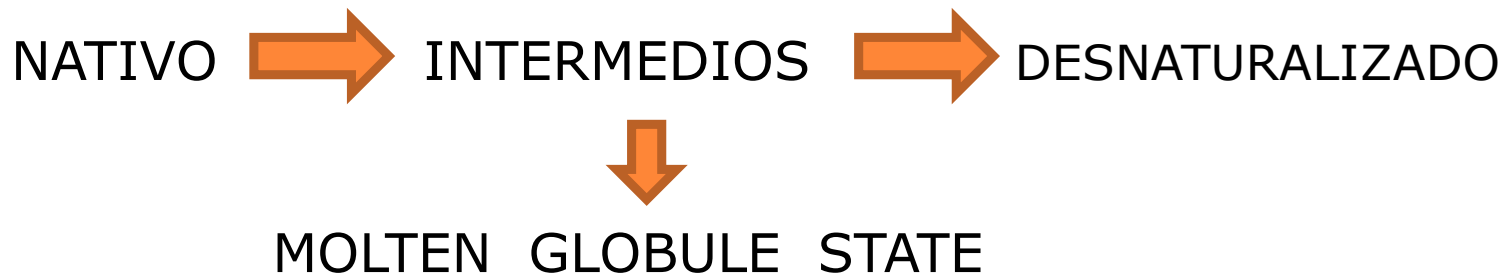 NATIVO INTERMEDIOS DESNATURALIZADO
MOLTEN GLOBULE STATE